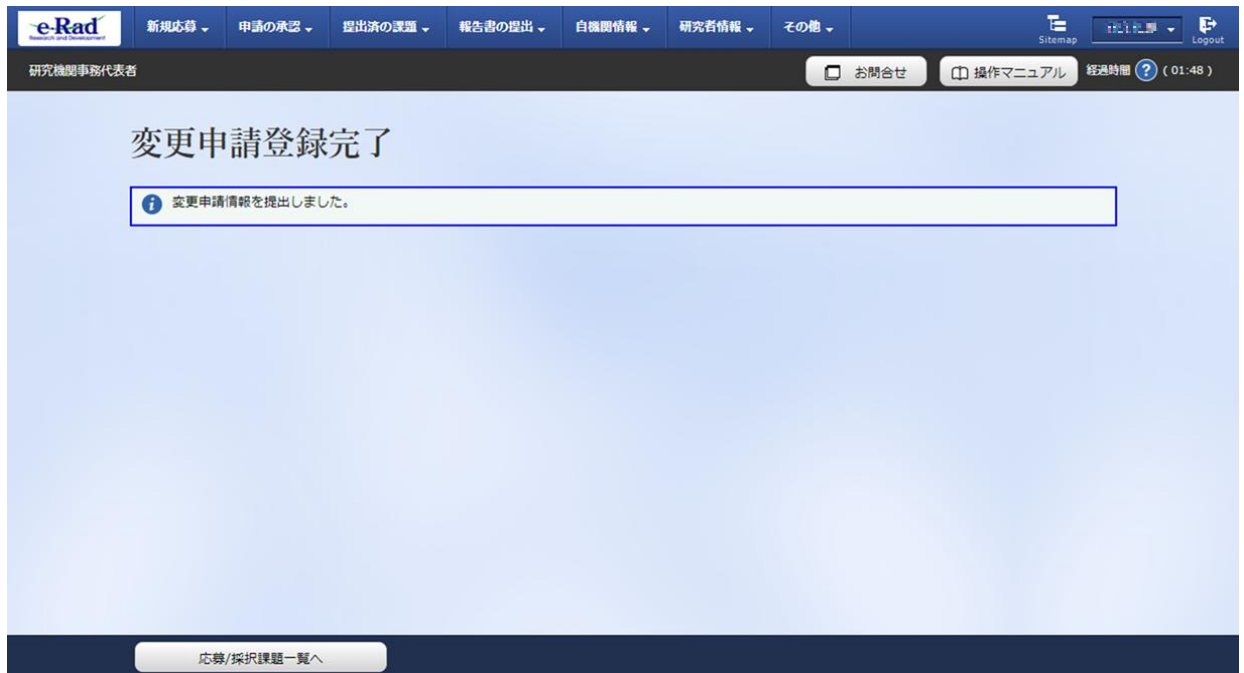 e-Rad
Research and Development
新規応募
申請の承認
提出済の課題
報告書の提出
自機関情報
研究者情報
その他
Sitemap
Logout
研究機関事務代表者
お問合せ
操作マニュアル
経過時間 ? ( 01:48 )
変更申請登録完了
i 変更申請情報を提出しました。
応募/採択課題一覧へ